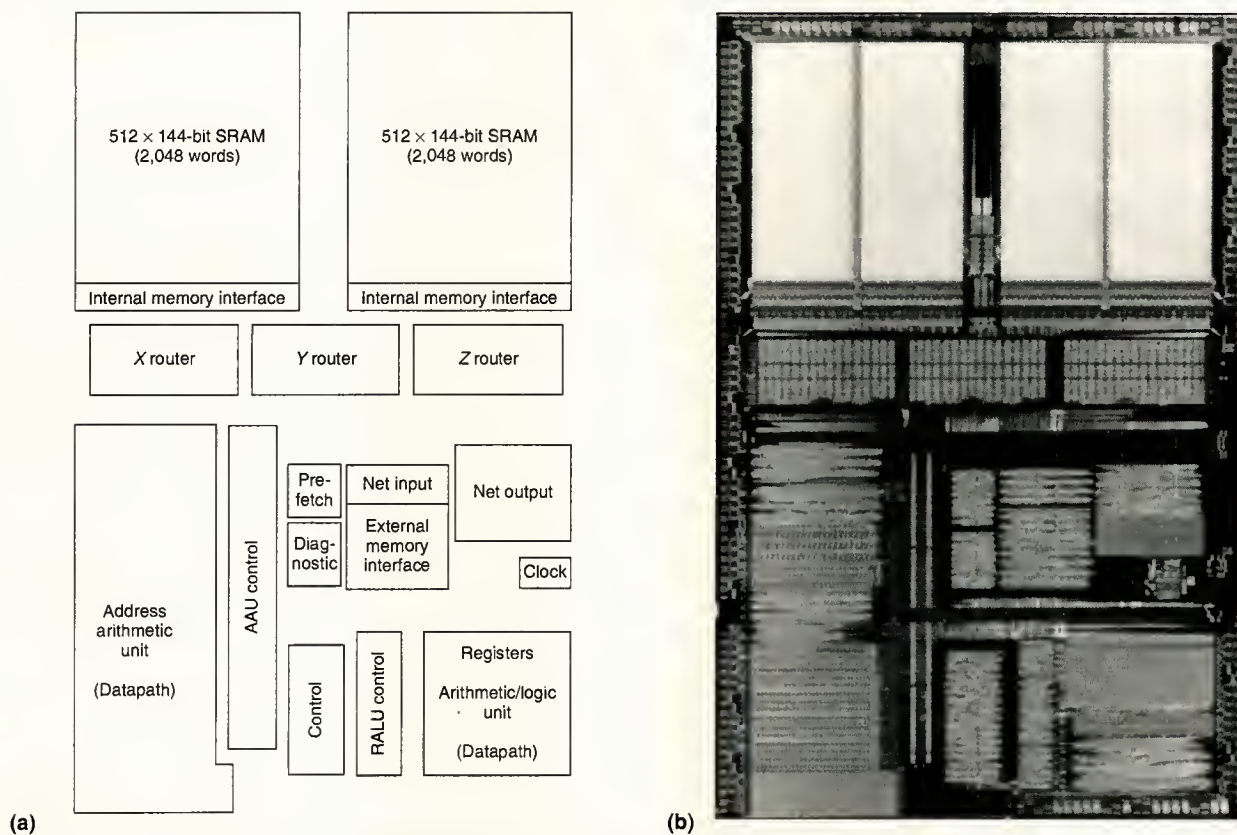 512 × 144-bit SRAM
(2,048 words)
512 × 144-bit SRAM
(2,048 words)
Internal memory interface
Internal memory interface
X router
Y router
Z router
Address
arithmetic
unit
(Datapath)
AAU control
Pre-
fetch
Net input
Net output
Diag-
nostic
External
memory
interface
Clock
Control
RALU control
Registers
Arithmetic/logic
unit
(Datapath)
(a)
(b)